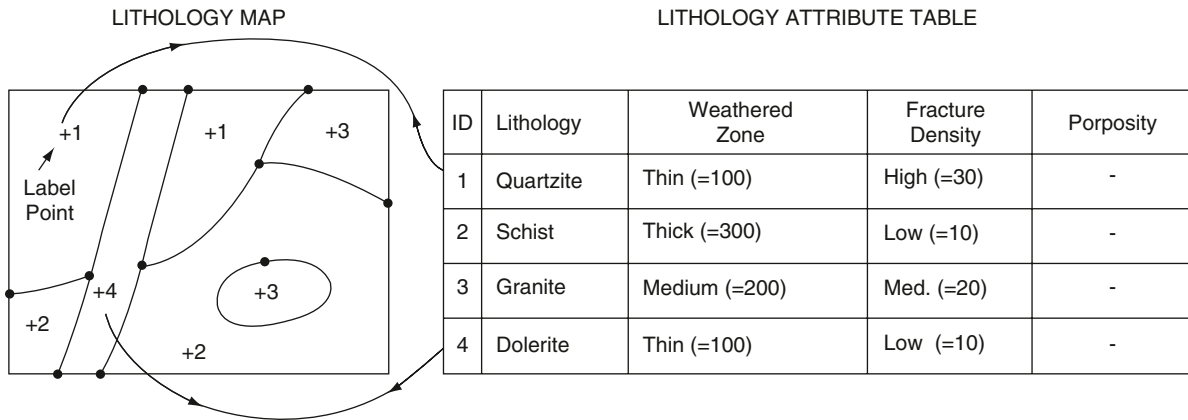 LITHOLOGY MAP
LITHOLOGY ATTRIBUTE TABLE
+1
+1
+3
Label
Point
+4
+3
+2
+2
ID Lithology Weathered Zone Fracture Density Porposity
1 Quartzite Thin (=100) High (=30) -
2 Schist Thick (=300) Low (=10) -
3 Granite Medium (=200) Med. (=20) -
4 Dolerite Thin (=100) Low (=10) -